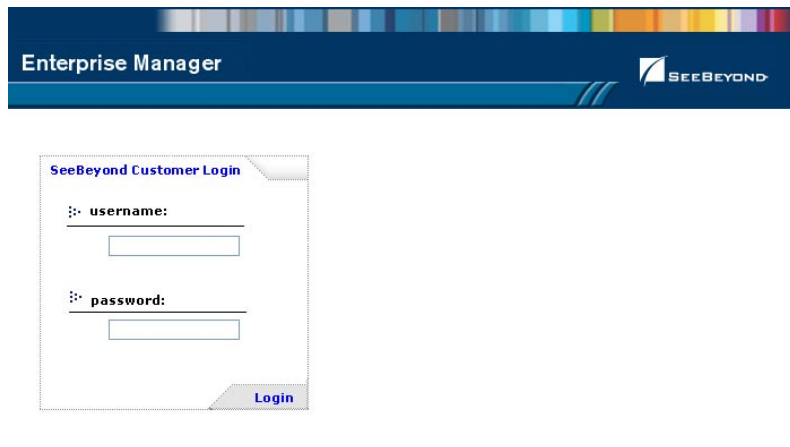 Enterprise Manager
SEEBEYOND
SeeBeyond Customer Login
username:
password:
Login